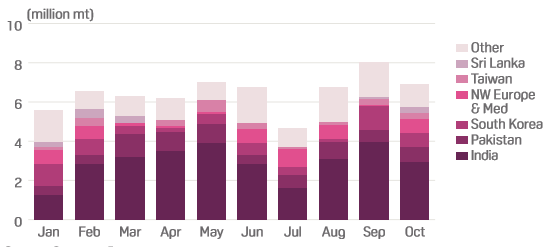 (million mt)
10
8
6
4
2
0
Jan Feb Mar Apr May Jun Jul Aug Sep Oct
Other
Sri Lanka
Taiwan
NW Europe
& Med
South Korea
Pakistan
India